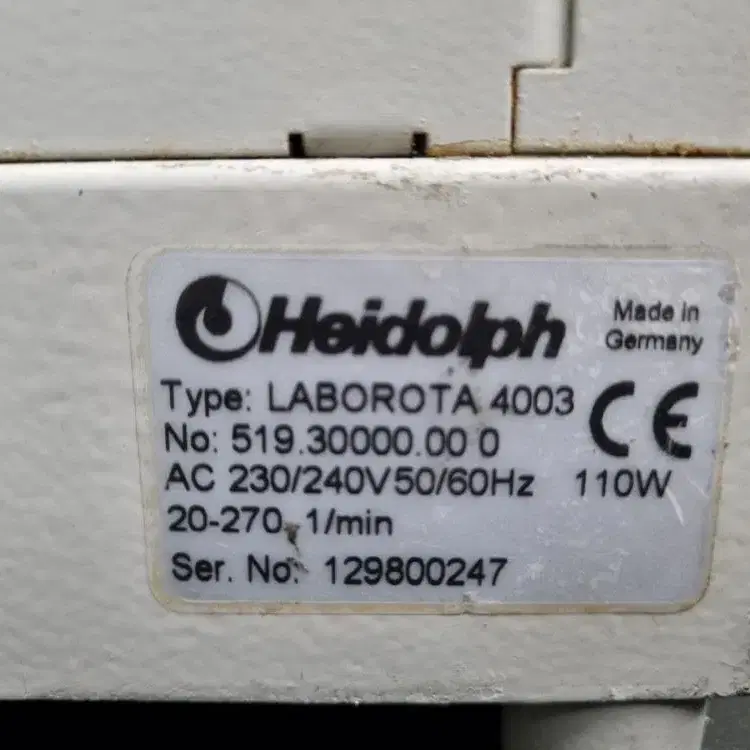 Heidolph
Made in
Germany
Type: LABOROTA 4003
CE
No: 519.30000.00 0
AC 230/240V50/60Hz 110W
20-270 1/min
Ser. No: 129800247